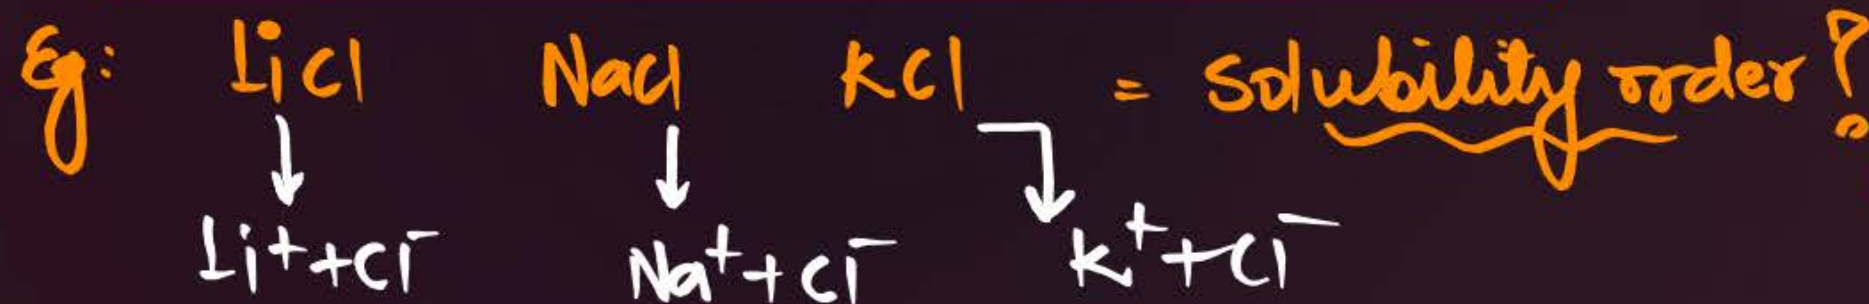 Eg: LiCl NaCl KCl = Solubility order?
↓ ↓ ↓
Li⁺+Cl⁻ Na⁺+Cl⁻ K⁺+Cl⁻